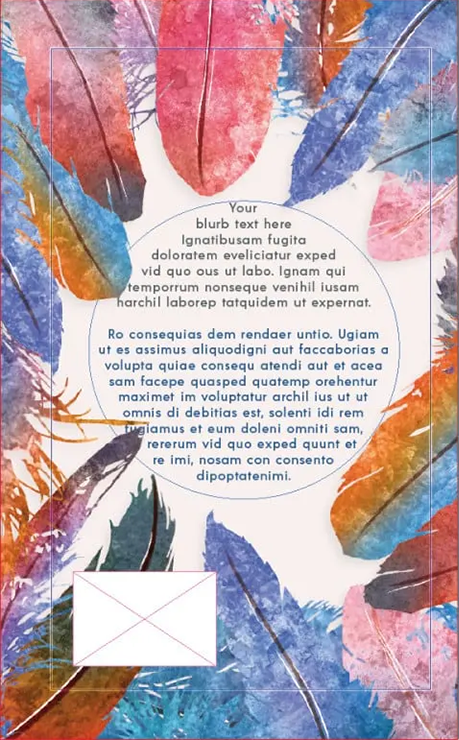 Your
blurb text here
Ignatibusam fugita
doloratem eveliciatur exped
vid quo ous ut labo. Ignam qui
temporrum nonseque venihil iusam
harchil laborep tatquidem ut expernat.
Ro consequias dem rendaer untio. Ugiam
ut es assimus aliquodigni aut faccaborias a
volupta quiae consequ atendi aut et acea
sam facepe quasped quatemp orehentur
maximet im voluptatur archil ius ut ut
omnis di debitias est, solenti idi rem
fugiamus et eum doleni omniti sam,
rererum vid quo exped quunt et
re imi, nosam con consento
dipoptatenimi.